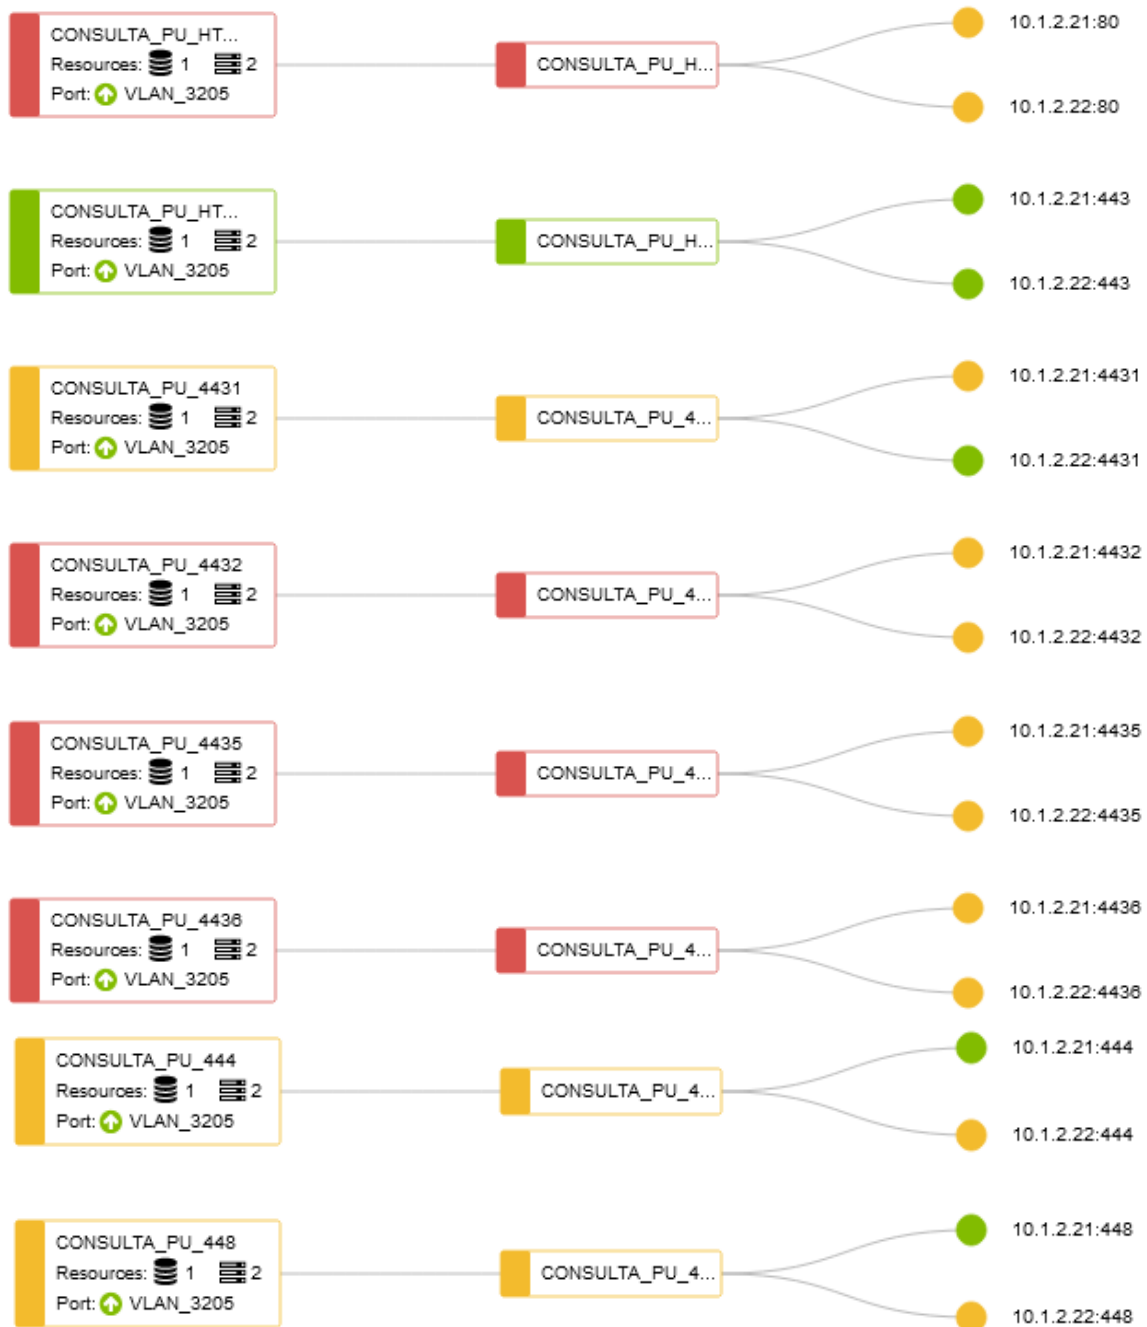 CONSULTA_PU_HT...
Resources: 1 2
Port: VLAN_3205
CONSULTA_PU_H...
10.1.2.21:80
10.1.2.22:80
CONSULTA_PU_HT...
Resources: 1 2
Port: VLAN_3205
CONSULTA_PU_H...
10.1.2.21:443
10.1.2.22:443
CONSULTA_PU_4431
Resources: 1 2
Port: VLAN_3205
CONSULTA_PU_4...
10.1.2.21:4431
10.1.2.22:4431
CONSULTA_PU_4432
Resources: 1 2
Port: VLAN_3205
CONSULTA_PU_4...
10.1.2.21:4432
10.1.2.22:4432
CONSULTA_PU_4435
Resources: 1 2
Port: VLAN_3205
CONSULTA_PU_4...
10.1.2.21:4435
10.1.2.22:4435
CONSULTA_PU_4436
Resources: 1 2
Port: VLAN_3205
CONSULTA_PU_4...
10.1.2.21:4436
10.1.2.22:4436
CONSULTA_PU_444
Resources: 1 2
Port: VLAN_3205
CONSULTA_PU_4...
10.1.2.21:444
10.1.2.22:444
CONSULTA_PU_448
Resources: 1 2
Port: VLAN_3205
CONSULTA_PU_4...
10.1.2.21:448
10.1.2.22:448